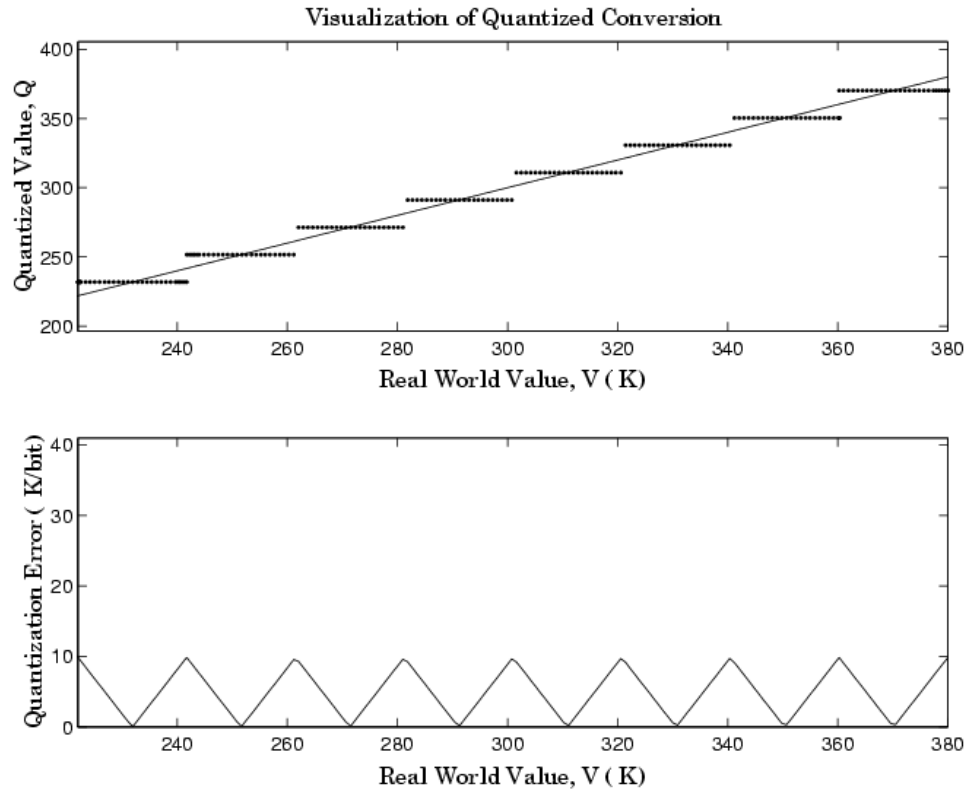 Visualization of Quantized Conversion
Quantized Value, Q
400
350
300
250
200
240 260 280 300 320 340 360 380
Real World Value, V ( K)
Quantization Error ( K/bit)
40
30
20
10
0
240 260 280 300 320 340 360 380
Real World Value, V ( K)